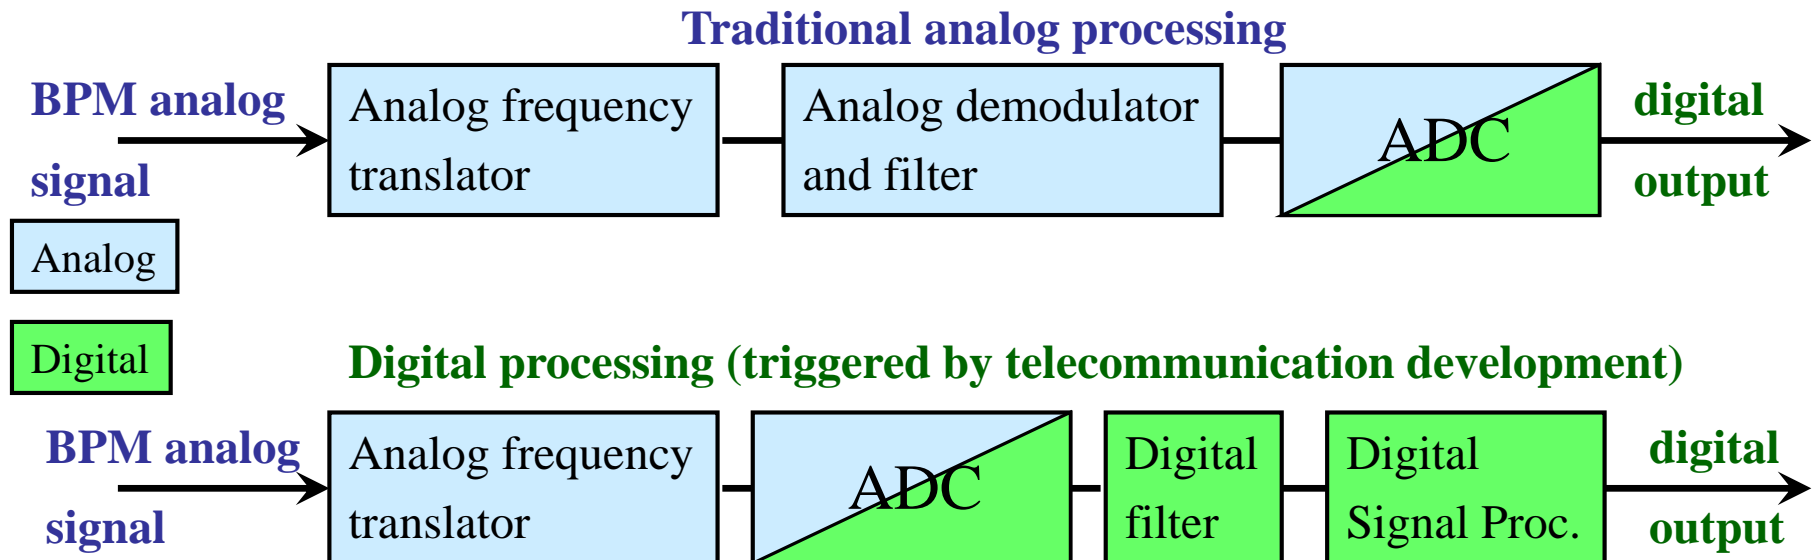 Traditional analog processing
BPM analog
signal
Analog frequency
translator
Analog demodulator
and filter
ADC
digital
output
Analog
Digital
Digital processing (triggered by telecommunication development)
BPM analog
signal
Analog frequency
translator
ADC
Digital
filter
Digital
Signal Proc.
digital
output